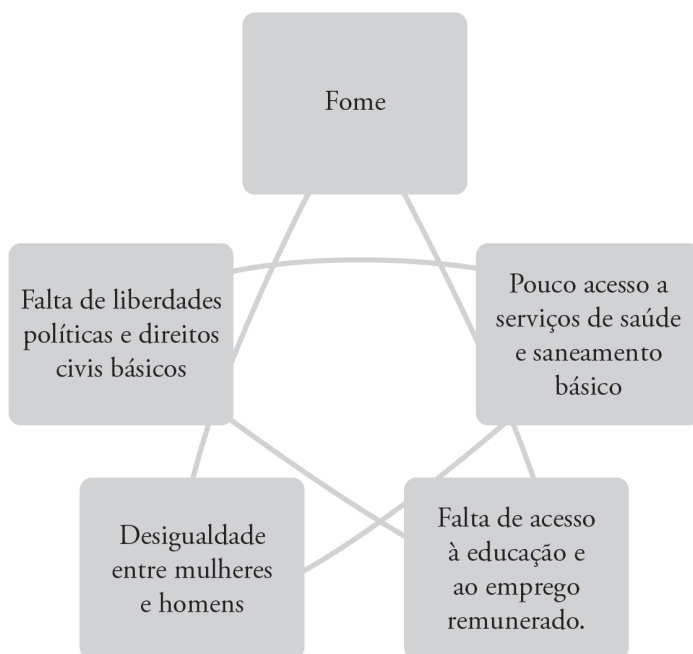 Fome
Falta de liberdades
políticas e direitos
civis básicos
Pouco acesso a
serviços de saúde
e saneamento
básico
Desigualdade
entre mulheres
e homens
Falta de acesso
à educação e
ao emprego
remunerado.